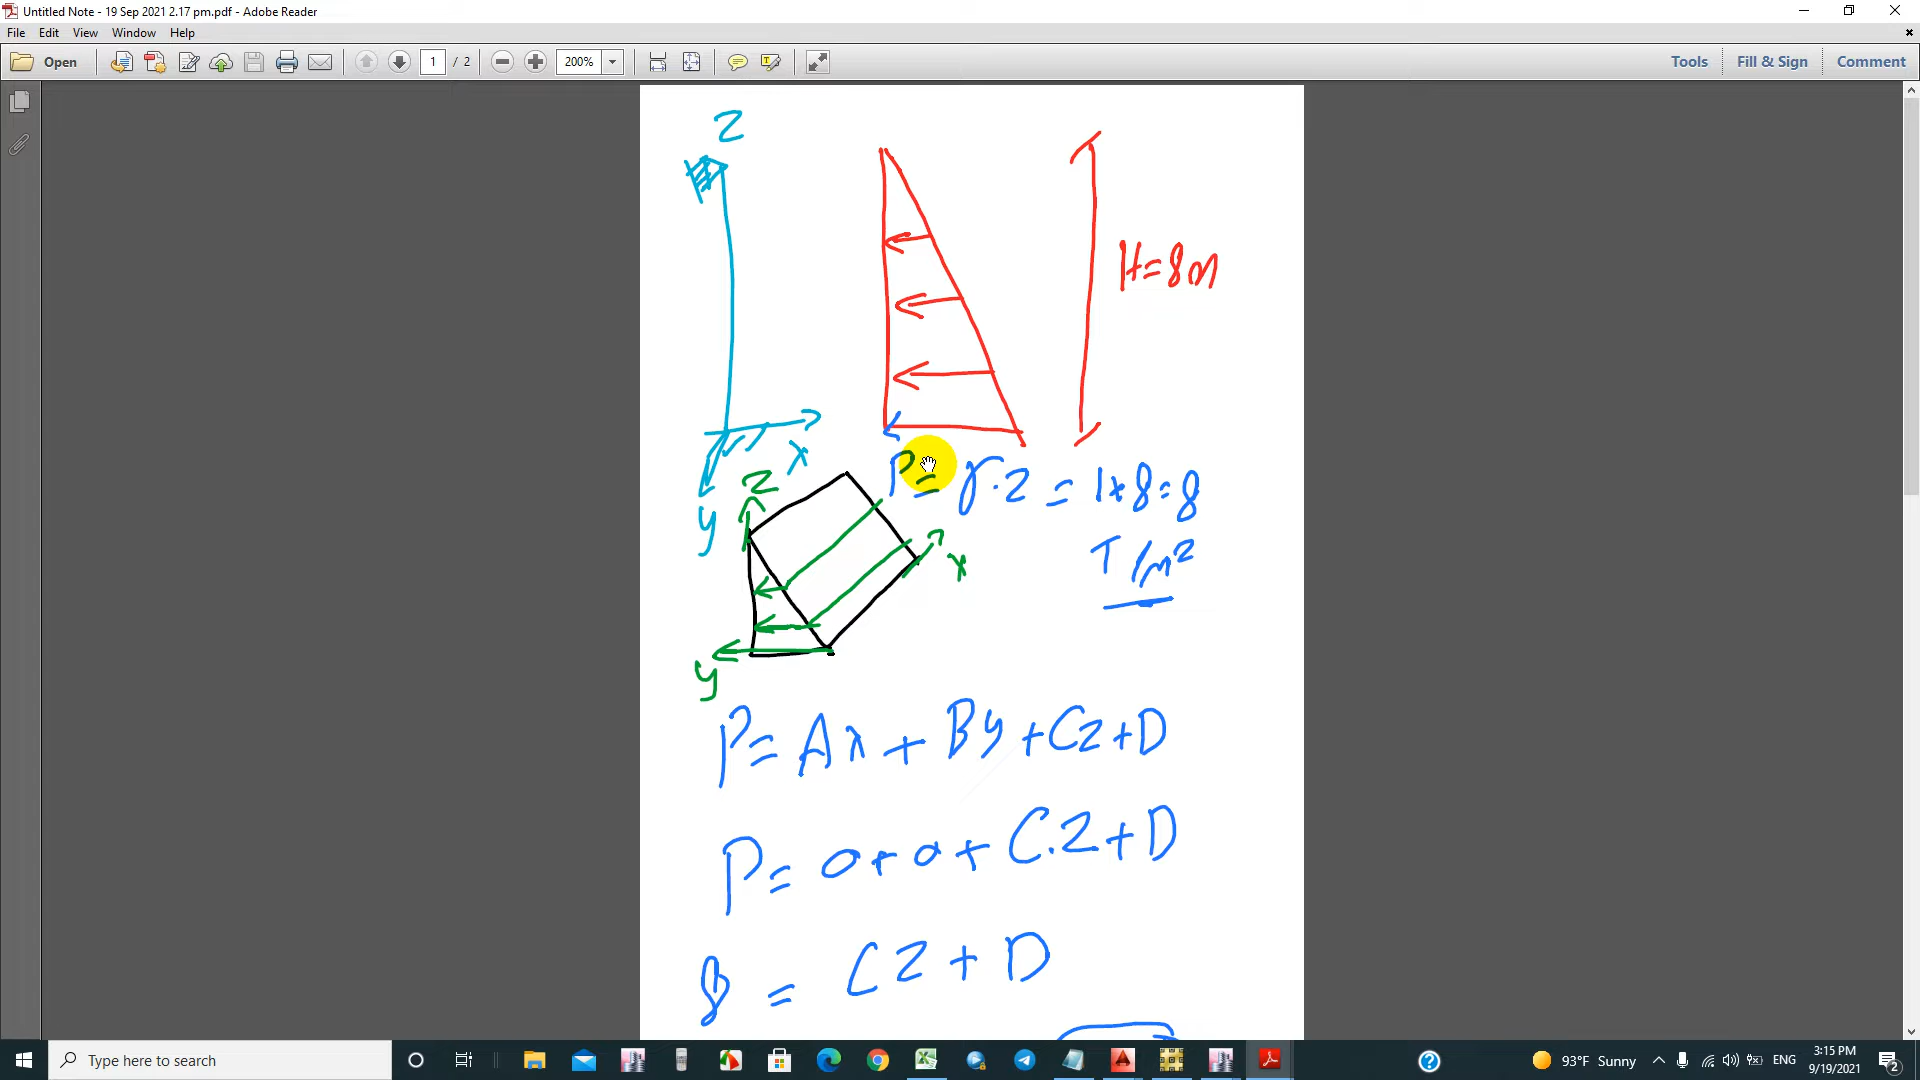 Untitled Note - 19 Sep 2021 2.17 pm.pdf - Adobe Reader
File Edit View Window Help
Open 1 / 2 200% Tools Fill & Sign Comment
Z
H=8m
X
y
P= γ.Z = 1*8=8
T/m²
Z
X
y
P= Ax + By + CZ + D
P= 0 + 0 + C.Z + D
8 = CZ + D
Type here to search
93°F Sunny
ENG
3:15 PM
9/19/2021
2